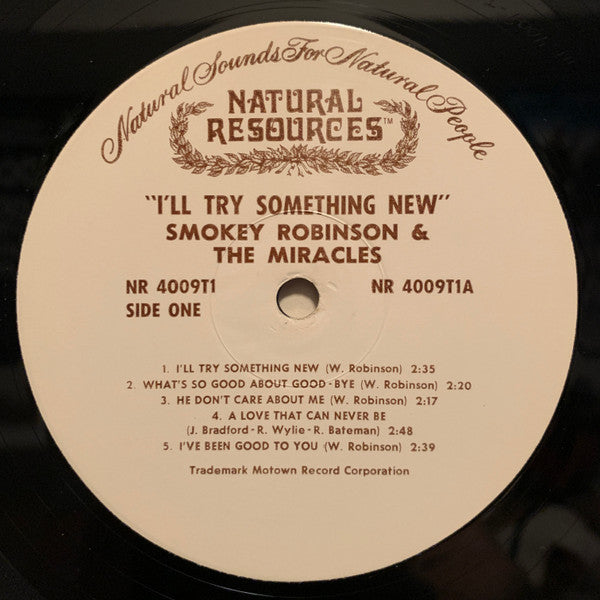 Natural Sounds For Natural People
NATURAL
RESOURCES™
"I'LL TRY SOMETHING NEW"
SMOKEY ROBINSON &
THE MIRACLES
NR 4009T1 NR 4009T1A
SIDE ONE
1. I'LL TRY SOMETHING NEW (W. Robinson) 2:35
2. WHAT'S SO GOOD ABOUT GOOD-BYE (W. Robinson) 2:20
3. HE DON'T CARE ABOUT ME (W. Robinson) 2:17
4. A LOVE THAT CAN NEVER BE
(J. Bradford-R. Wylie-R. Bateman) 2:48
5. I'VE BEEN GOOD TO YOU (W. Robinson) 2:39
Trademark Motown Record Corporation